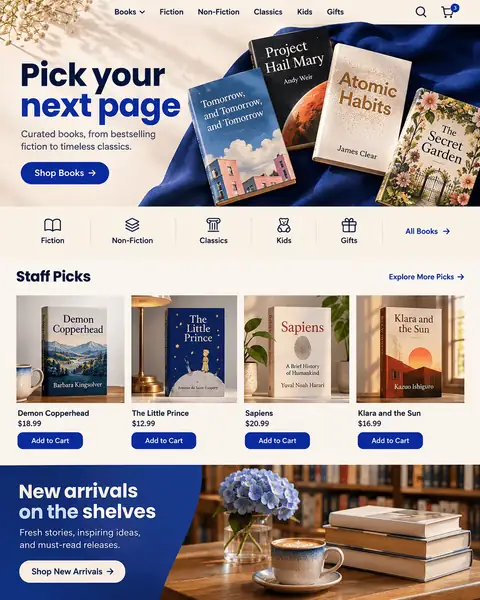 Books
Fiction
Non-Fiction
Classics
Kids
Gifts
3
Pick your
next page
Curated books, from bestselling
fiction to timeless classics.
Shop Books →
Tomorrow,
and Tomorrow,
and Tomorrow
Project
Hail Mary
Andy Weir
Atomic
Habits
James Clear
The
Secret
Garden
Fiction
Non-Fiction
Classics
Kids
Gifts
All Books →
Staff Picks
Explore More Picks →
Demon
Copperhead
Barbara Kingsolver
The
Little
Prince
Antoine de Saint-Exupéry
Sapiens
A Brief History
of Humankind
Yuval Noah Harari
Klara and
the Sun
Kazuo Ishiguro
Demon Copperhead
$18.99
Add to Cart
The Little Prince
$12.99
Add to Cart
Sapiens
$20.99
Add to Cart
Klara and the Sun
$16.99
Add to Cart
New arrivals
on the shelves
Fresh stories, inspiring ideas,
and must-read releases.
Shop New Arrivals →